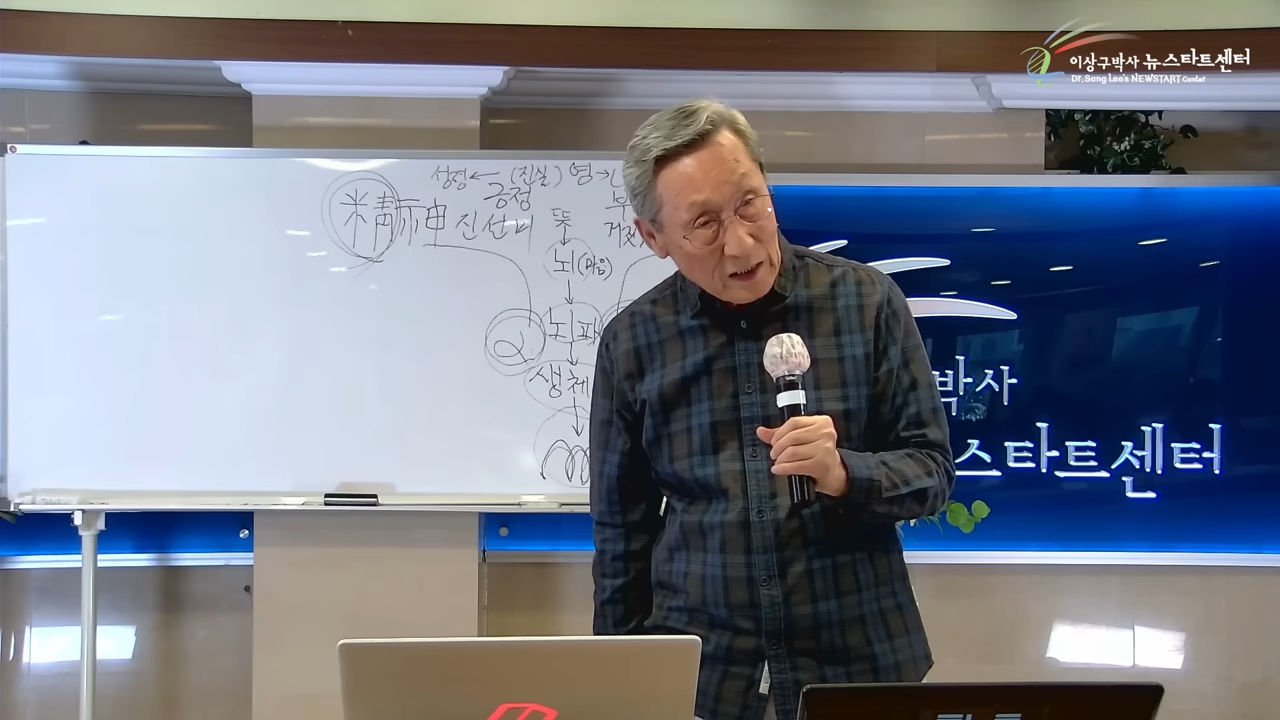 이상구박사 뉴스타트센터
Dr. Sang Lee's NEWSTART Center
성정 ← (진실) 영 →
긍정
精神 진선미 뜻
뇌 (마음)
α 뇌파
생체
박사
스타트센터